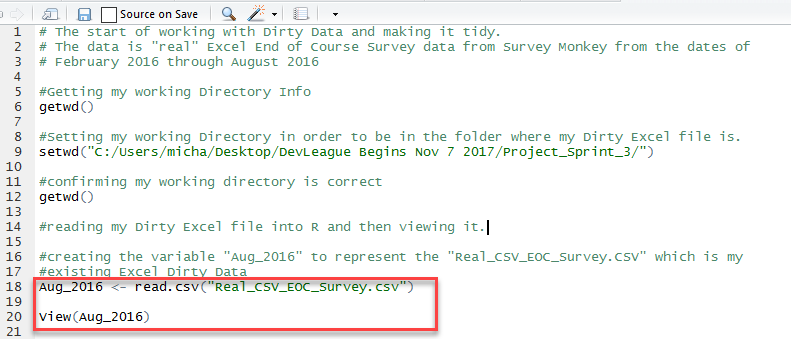 Source on Save
1 # The start of working with Dirty Data and making it tidy.
2 # The data is "real" Excel End of Course Survey data from Survey Monkey from the dates of
3 # February 2016 through August 2016
4
5 #Getting my working Directory Info
6 getwd()
7
8 #Setting my working Directory in order to be in the folder where my Dirty Excel file is.
9 setwd("C:/Users/micha/Desktop/DevLeague Begins Nov 7 2017/Project_Sprint_3/")
10
11 #confirming my working directory is correct
12 getwd()
13
14 #reading my Dirty Excel file into R and then viewing it.
15
16 #creating the variable "Aug_2016" to represent the "Real_CSV_EOC_Survey.CSV" which is my
17 #existing Excel Dirty Data
18 Aug_2016 <- read.csv("Real_CSV_EOC_Survey.csv")
19
20 View(Aug_2016)
21